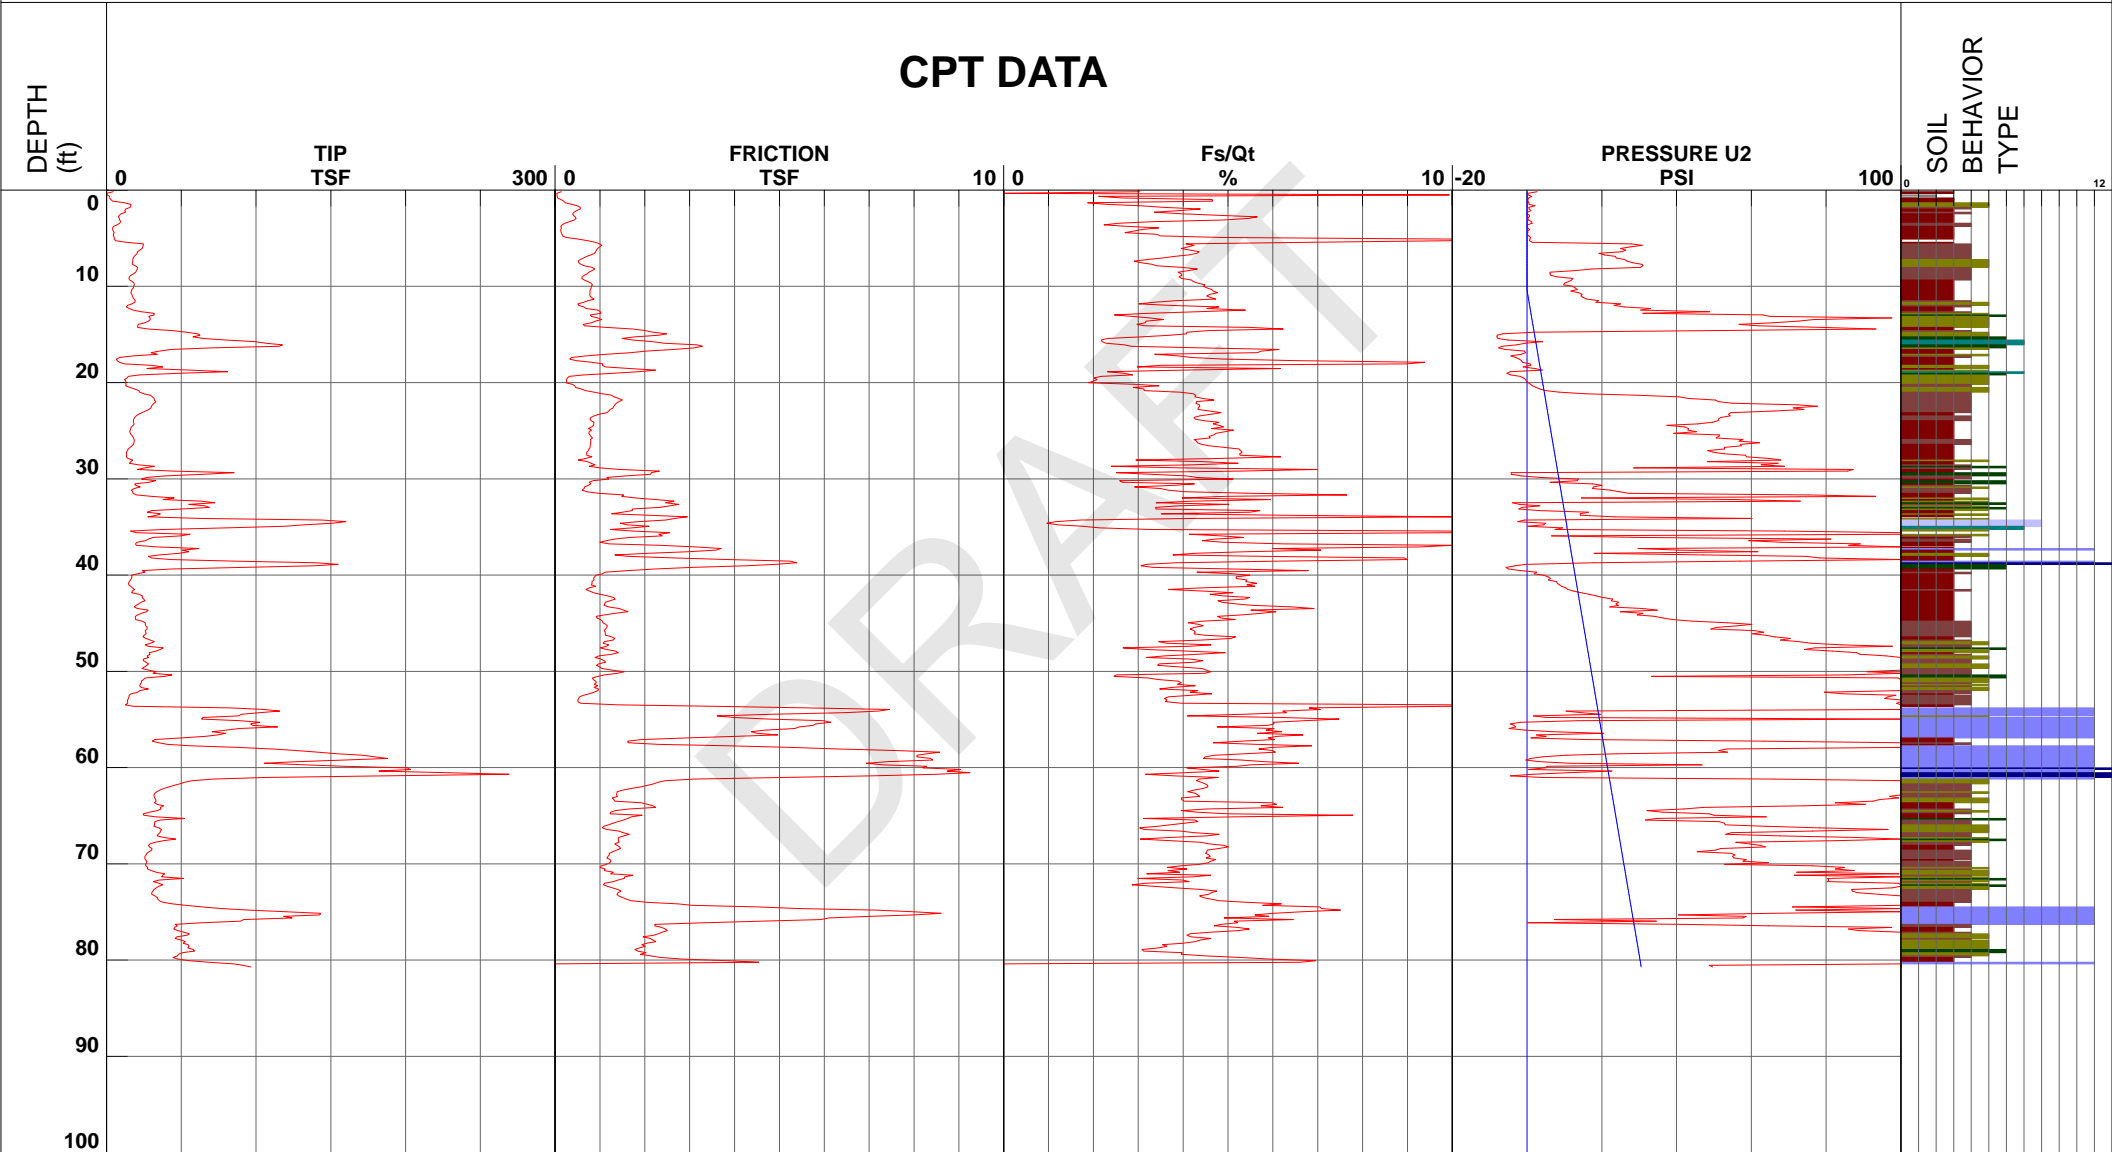 CPT DATA
DEPTH
(ft)
TIP
FRICTION
Fs/Qt
PRESSURE U2
SOIL
BEHAVIOR
TYPE
0 TSF 300
0 TSF 10
0 % 10
-20 PSI 100
0 12
0
10
20
30
40
50
60
70
80
90
100
DRAFT